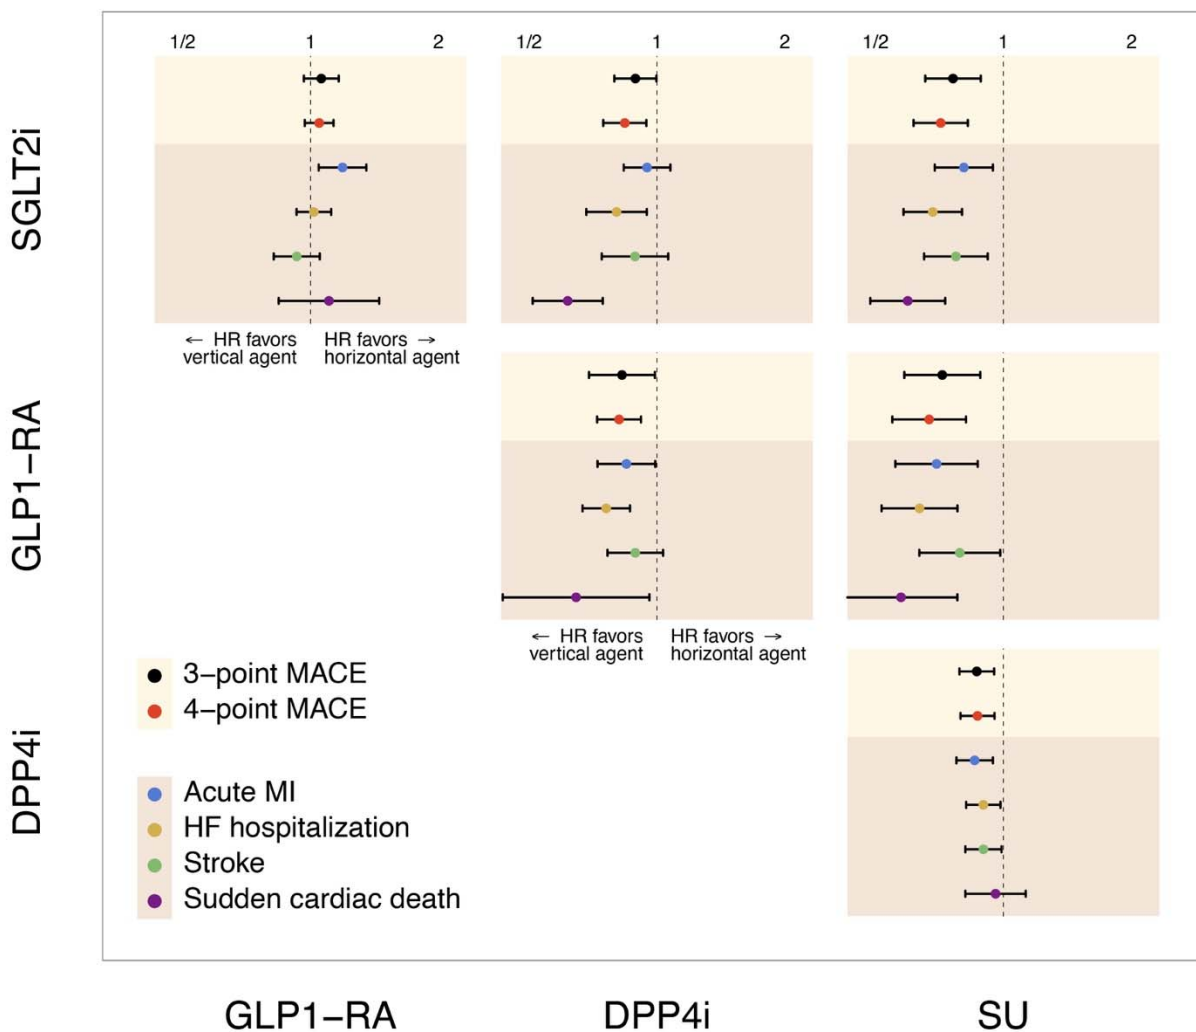 1/2 1 2 1/2 1 2 1/2 1 2
SGLT2i
← HR favors HR favors →
vertical agent horizontal agent
GLP1−RA
← HR favors HR favors →
vertical agent horizontal agent
3−point MACE
4−point MACE
DPP4i
Acute MI
HF hospitalization
Stroke
Sudden cardiac death
GLP1−RA DPP4i SU